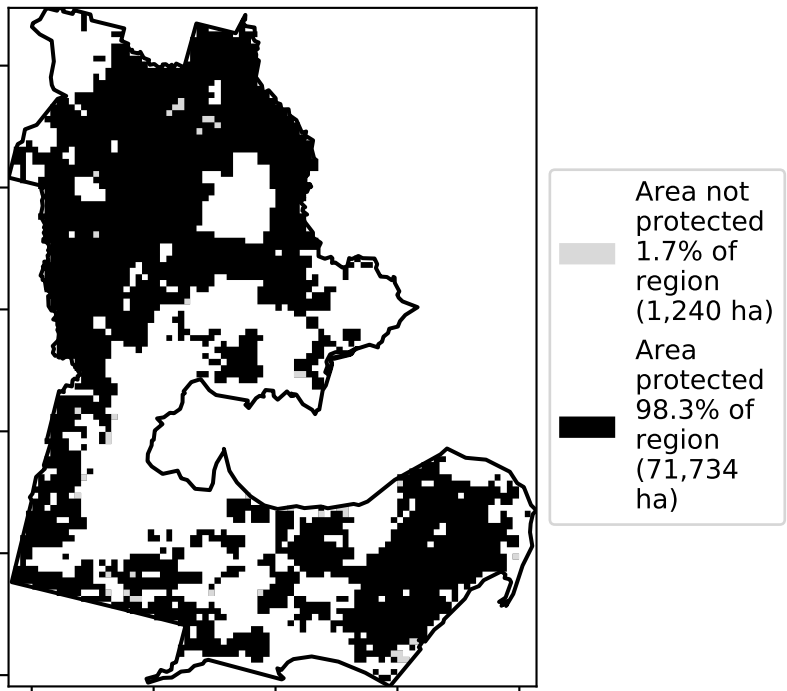 Area not
protected
1.7% of
region
(1,240 ha)
Area
protected
98.3% of
region
(71,734
ha)